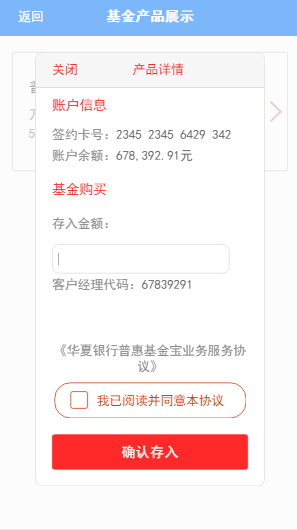 返回 基金产品展示
关闭 产品详情
普
账户信息
签约卡号：2345 2345 6429 342
账户余额：678,392.91元
5
基金购买
存入金额：
客户经理代码：67839291
《华夏银行普惠基金宝业务服务协
议》
我已阅读并同意本协议
确认存入